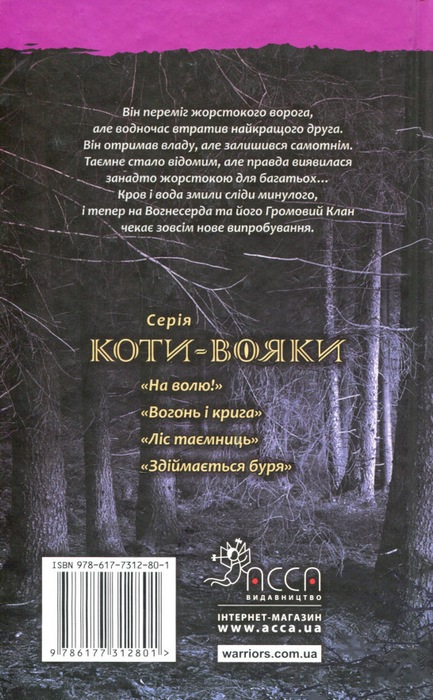 Він переміг жорстокого ворога,
але водночас втратив найкращого друга.
Він отримав владу, але залишився самотнім.
Таємне стало відомим, але правда виявилася
занадто жорстокою для багатьох...
Кров і вода змили сліди минулого,
і тепер на Вогнесерда та його Громовий Клан
чекає зовсім нове випробування.
Серія
КОТИ-ВОЯКИ
«На волю!»
«Вогонь і крига»
«Ліс таємниць»
«Здіймається буря»
ISBN 978-617-7312-80-1
9 786177 312801 >
АССА
ВИДАВНИЦТВО
ІНТЕРНЕТ-МАГАЗИН
www.acca.ua
warriors.com.ua